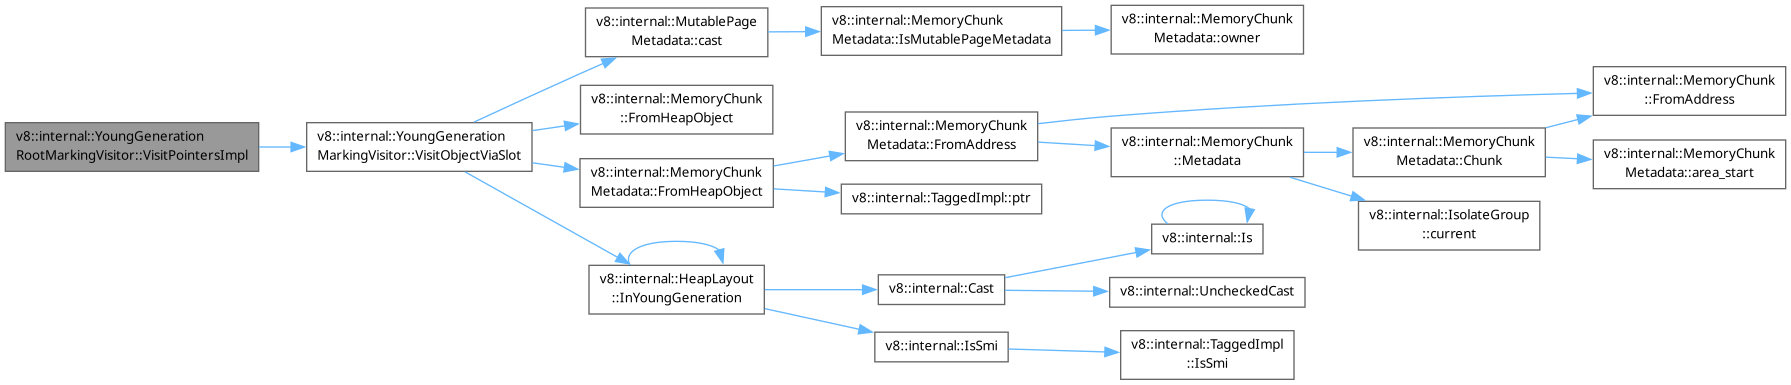 v8::internal::YoungGeneration
RootMarkingVisitor::VisitPointersImpl
v8::internal::YoungGeneration
MarkingVisitor::VisitObjectViaSlot
v8::internal::MutablePage
Metadata::cast
v8::internal::MemoryChunk
Metadata::IsMutablePageMetadata
v8::internal::MemoryChunk
Metadata::owner
v8::internal::MemoryChunk
::FromHeapObject
v8::internal::MemoryChunk
Metadata::FromHeapObject
v8::internal::MemoryChunk
Metadata::FromAddress
v8::internal::TaggedImpl::ptr
v8::internal::MemoryChunk
::Metadata
v8::internal::MemoryChunk
Metadata::Chunk
v8::internal::MemoryChunk
::FromAddress
v8::internal::MemoryChunk
Metadata::area_start
v8::internal::IsolateGroup
::current
v8::internal::HeapLayout
::InYoungGeneration
v8::internal::Cast
v8::internal::Is
v8::internal::UncheckedCast
v8::internal::IsSmi
v8::internal::TaggedImpl
::IsSmi